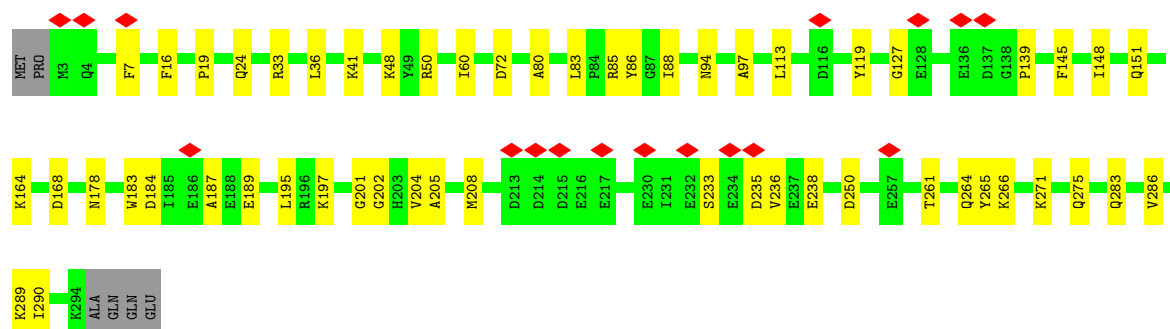 MET PRO M3 Q4 F7 F16 P19 Q24 R33 L36 K41 K48 Y49 R50 I60 D72 A80 L83 P84 R85 Y86 G87 I88 N94 A97 L113 D116 Y119 G127 E128 E136 D137 G138 P139 F145 I148 Q151
K164 D168 N178 W183 D184 I185 E186 A187 E188 E189 L195 R196 K197 G201 G202 H203 V204 A205 M208 D213 D214 D215 E216 E217 E230 I231 E232 S233 E234 D235 V236 E237 E238 D250 E257 T261 Q264 Y265 K266 K271 Q275 Q283 V286
K289 I290 K294 ALA GLN GLN GLU